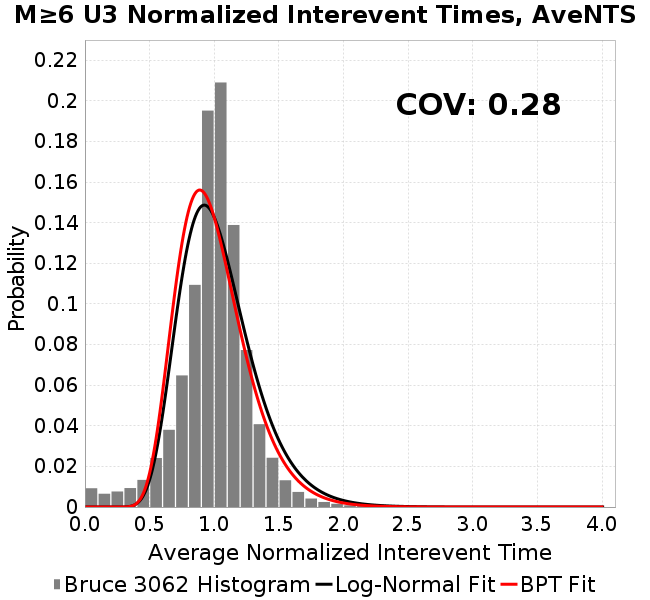 M≥6 U3 Normalized Interevent Times, AveNTS
COV: 0.28
Probability
0.22
0.2
0.18
0.16
0.14
0.12
0.1
0.08
0.06
0.04
0.02
0
0.0 0.5 1.0 1.5 2.0 2.5 3.0 3.5 4.0
Average Normalized Interevent Time
Bruce 3062 Histogram Log-Normal Fit BPT Fit